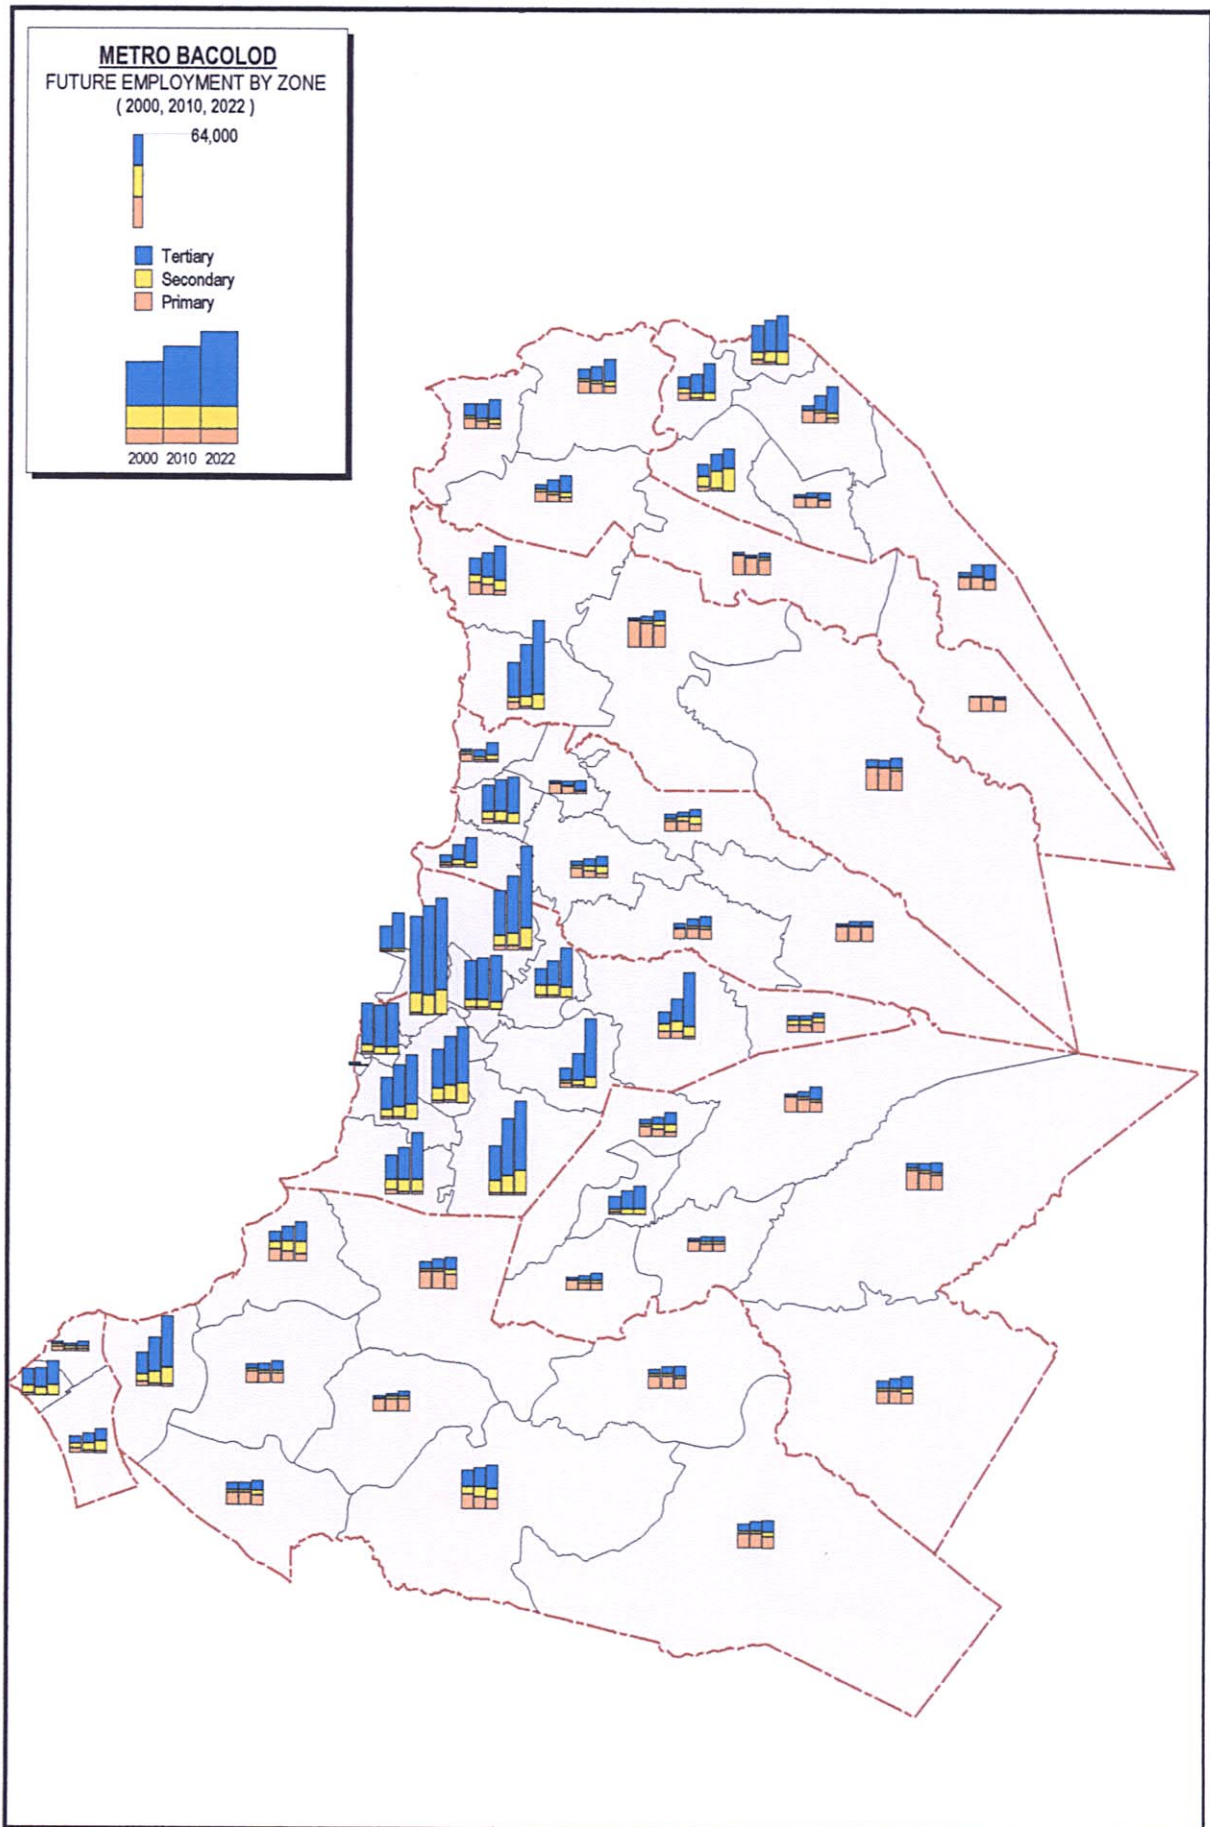 METRO BACOLOD
FUTURE EMPLOYMENT BY ZONE
( 2000, 2010, 2022 )
64,000
Tertiary
Secondary
Primary
2000 2010 2022